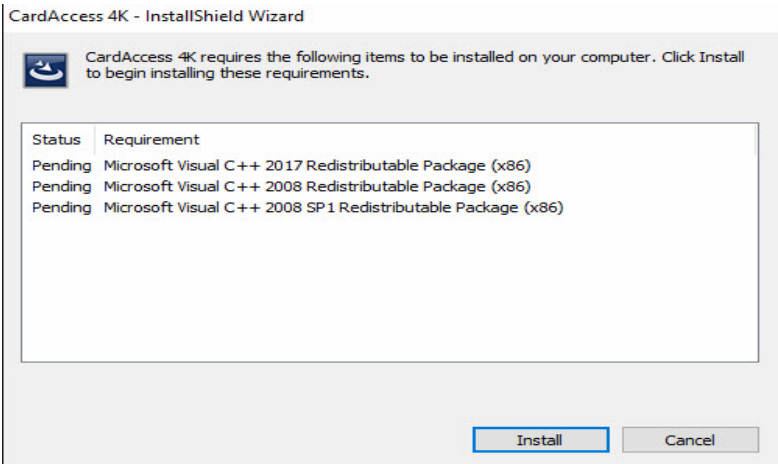 CardAccess 4K - InstallShield Wizard
CardAccess 4K requires the following items to be installed on your computer. Click Install
to begin installing these requirements.
Status Requirement
Pending Microsoft Visual C++ 2017 Redistributable Package (x86)
Pending Microsoft Visual C++ 2008 Redistributable Package (x86)
Pending Microsoft Visual C++ 2008 SP1 Redistributable Package (x86)
Install Cancel